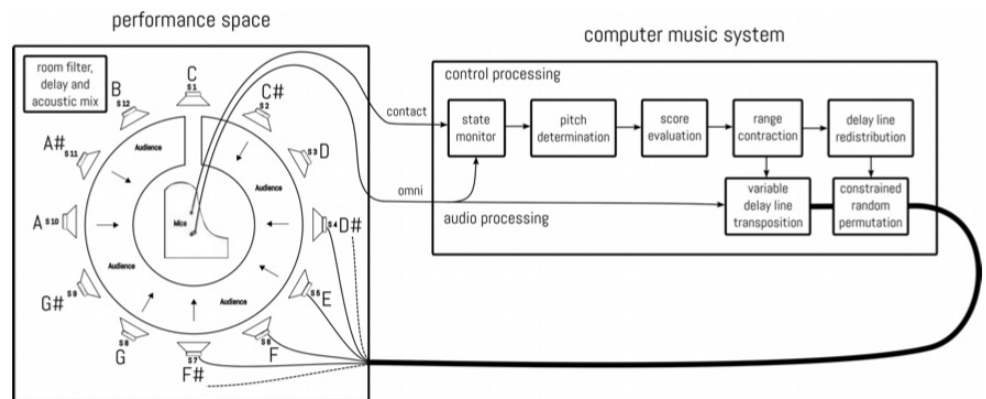 performance space
computer music system
room filter,
delay and
acoustic mix
control processing
C
S1
C#
S2
S3 D
S4 D#
S5 E
S6
F
S7
F#
S8
G
S9
G#
A S10
A#
S11
B
S12
Audience
Audience
Audience
Audience
Mics
contact
omni
state
monitor
pitch
determination
score
evaluation
range
contraction
delay line
redistribution
variable
delay line
transposition
constrained
random
permutation
audio processing